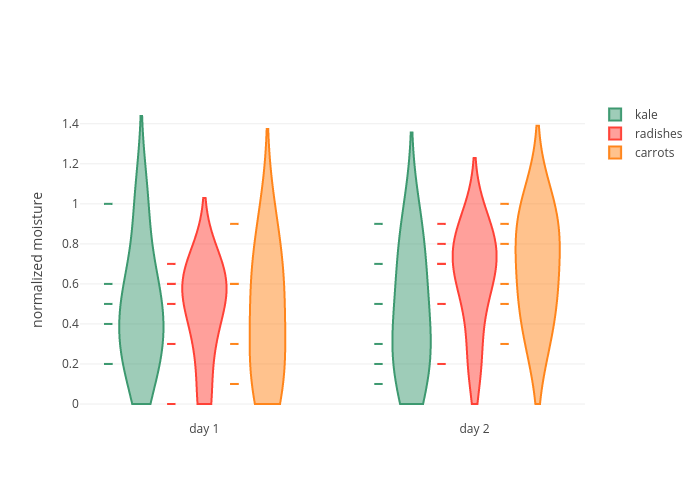 normalized moisture
1.4
1.2
1
0.8
0.6
0.4
0.2
0
day 1
day 2
kale
radishes
carrots